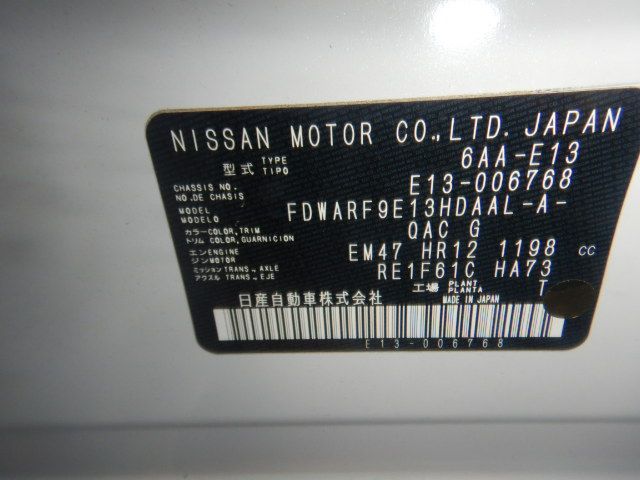 NISSAN MOTOR CO.,LTD. JAPAN
型式 TYPE TIPO 6AA-E13
CHASSIS NO. NO.DE CHASIS E13-006768
MODEL MODELO FDWARF9E13HDAAL-A-
カラー COLOR,TRIM トリム COLOR,GUARNICION QAC G
エンジン ENGINE MOTOR EM47 HR12 1198 CC
ミッション TRANS.,AXLE アクスル TRANS.,EJE RE1F61C HA73
工場 PLANT PLANTA T
日産自動車株式会社 MADE IN JAPAN
E13-006768